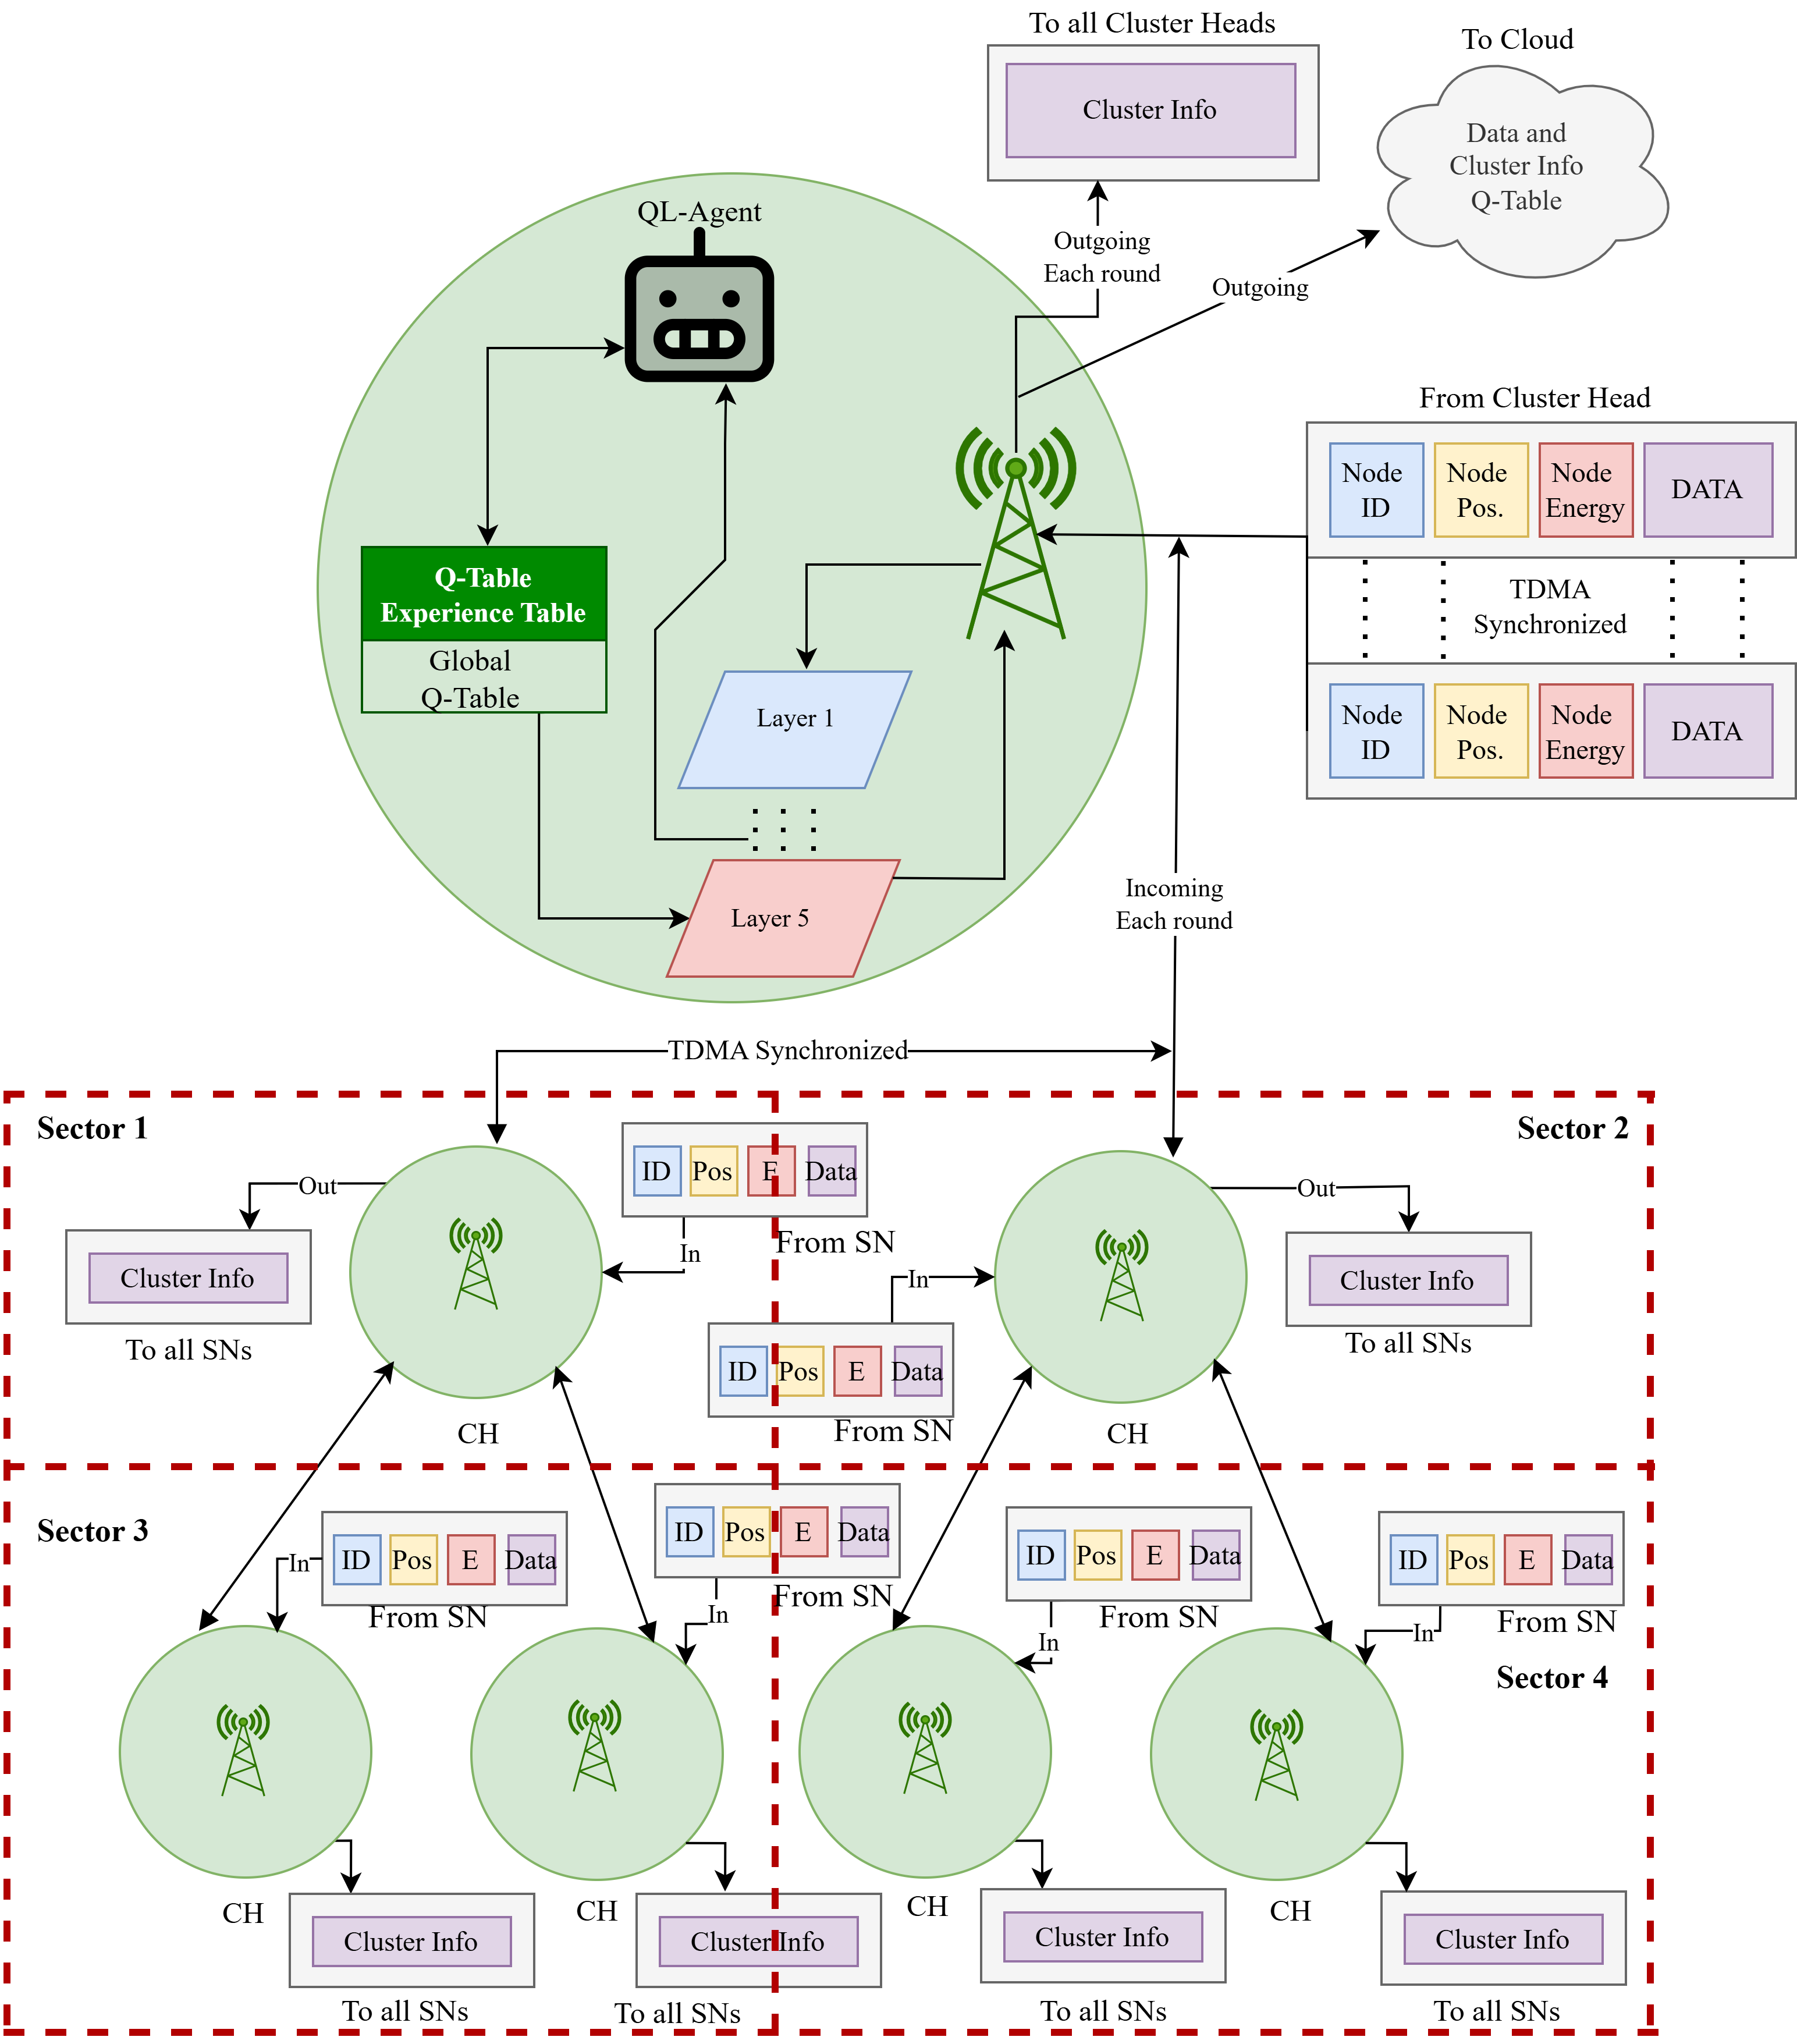 To all Cluster Heads
Cluster Info
To Cloud
Data and
Cluster Info
Q-Table
QL-Agent
Outgoing
Each round
Outgoing
From Cluster Head
Node
ID
Node
Pos.
Node
Energy
DATA
TDMA
Synchronized
Node
ID
Node
Pos.
Node
Energy
DATA
Q-Table
Experience Table
Global
Q-Table
Layer 1
Layer 5
Incoming
Each round
TDMA Synchronized
Sector 1
Out
Cluster Info
To all SNs
ID
Pos
E
Data
From SN
In
CH
Sector 2
Out
Cluster Info
To all SNs
In
ID
Pos
E
Data
From SN
CH
Sector 3
In
ID
Pos
E
Data
From SN
ID
Pos
E
Data
From SN
In
ID
Pos
E
Data
From SN
In
ID
Pos
E
Data
From SN
In
Sector 4
CH
Cluster Info
To all SNs
CH
Cluster Info
To all SNs
CH
Cluster Info
To all SNs
CH
Cluster Info
To all SNs